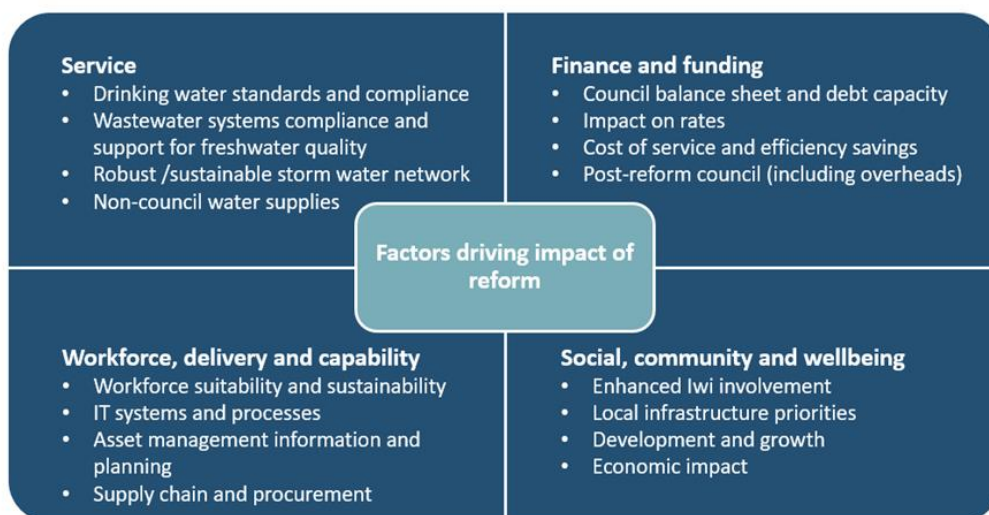 Service
• Drinking water standards and compliance
• Wastewater systems compliance and
support for freshwater quality
• Robust /sustainable storm water network
• Non-council water supplies
Finance and funding
• Council balance sheet and debt capacity
• Impact on rates
• Cost of service and efficiency savings
• Post-reform council (including overheads)
Factors driving impact of
reform
Workforce, delivery and capability
• Workforce suitability and sustainability
• IT systems and processes
• Asset management information and
planning
• Supply chain and procurement
Social, community and wellbeing
• Enhanced Iwi involvement
• Local infrastructure priorities
• Development and growth
• Economic impact